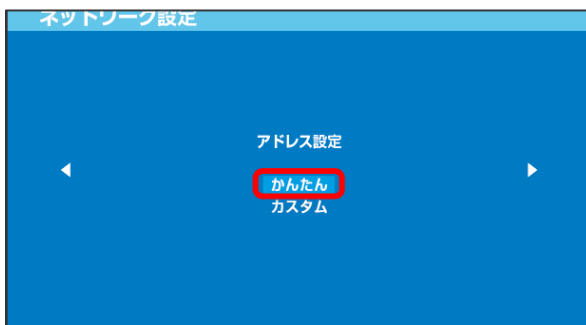 ネットワーク設定
アドレス設定
かんたん
カスタム